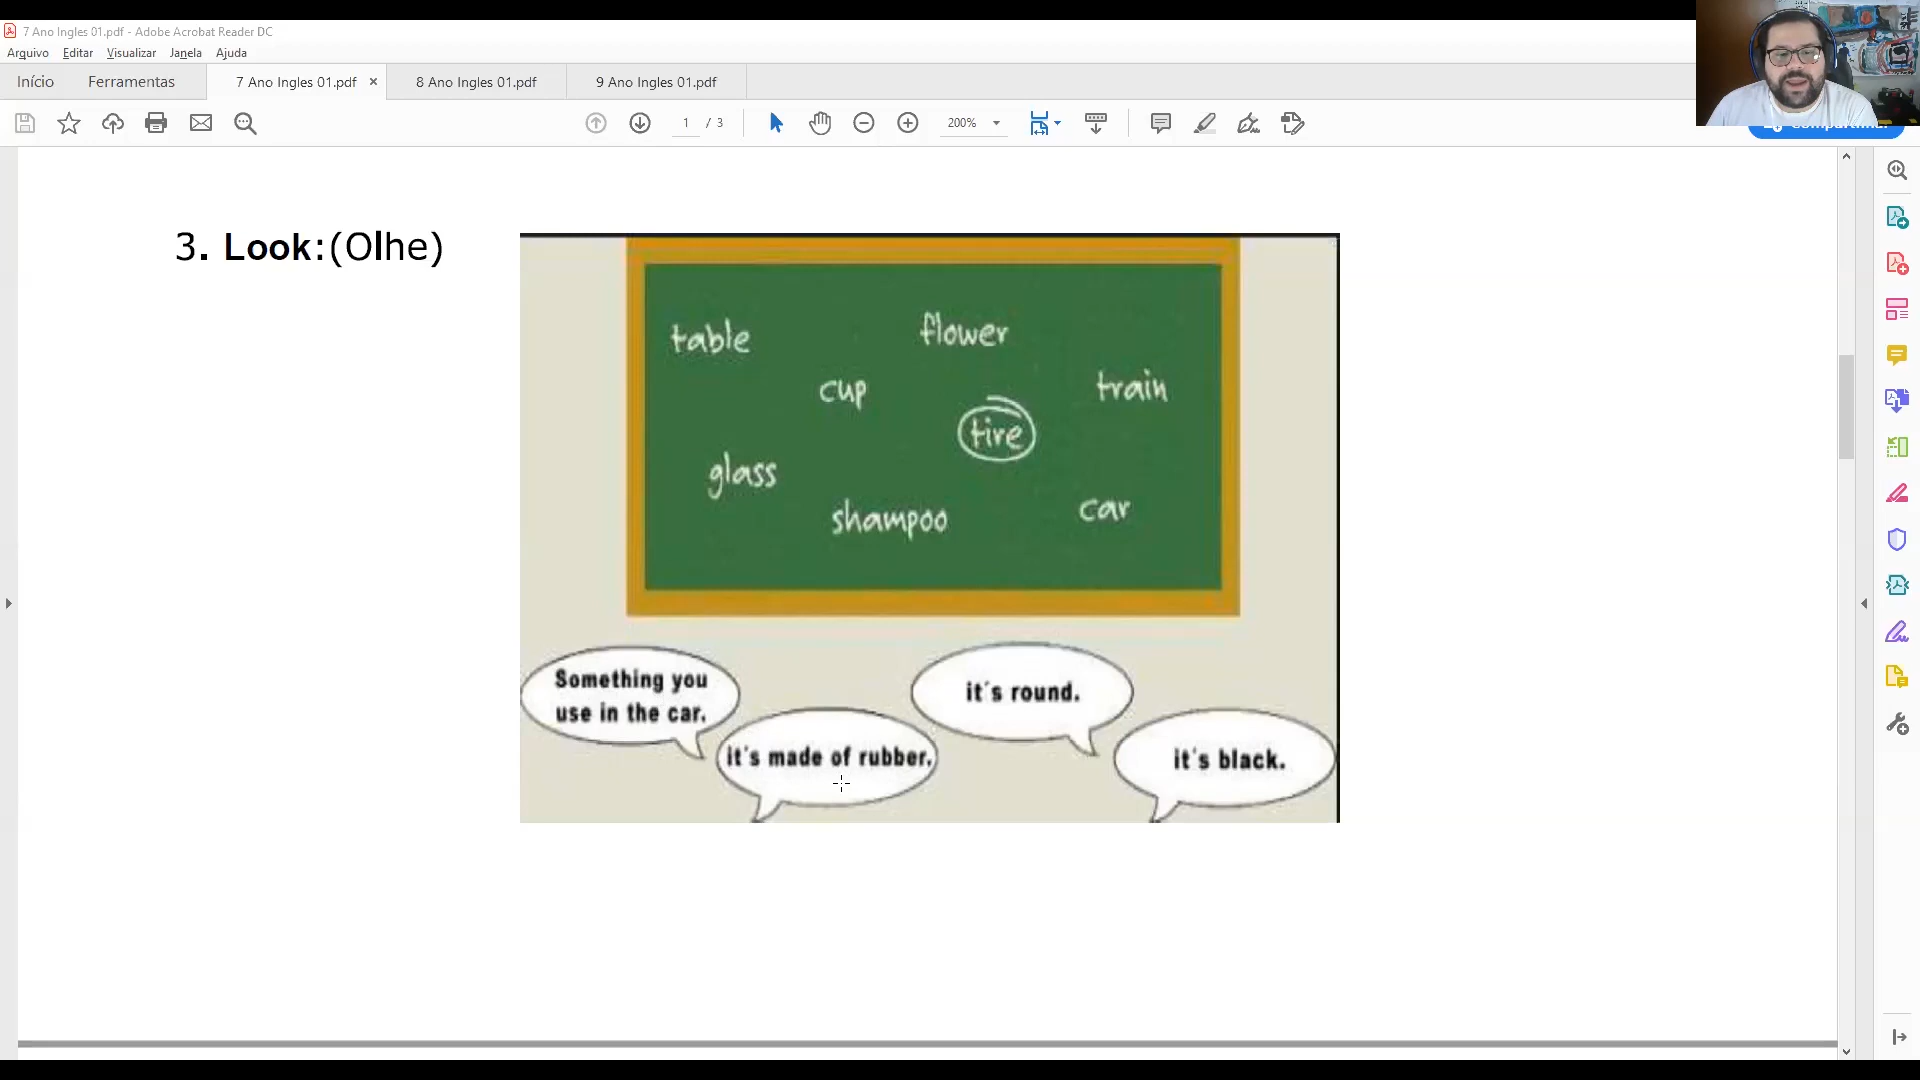 7 Ano Ingles 01.pdf - Adobe Acrobat Reader DC
Arquivo Editar Visualizar Janela Ajuda
Início Ferramentas 7 Ano Ingles 01.pdf × 8 Ano Ingles 01.pdf 9 Ano Ingles 01.pdf
1 / 3 200%
3. Look:(Olhe)
table
flower
cup
train
tire
glass
shampoo
car
Something you
use in the car.
it´s made of rubber.
it´s round.
it´s black.